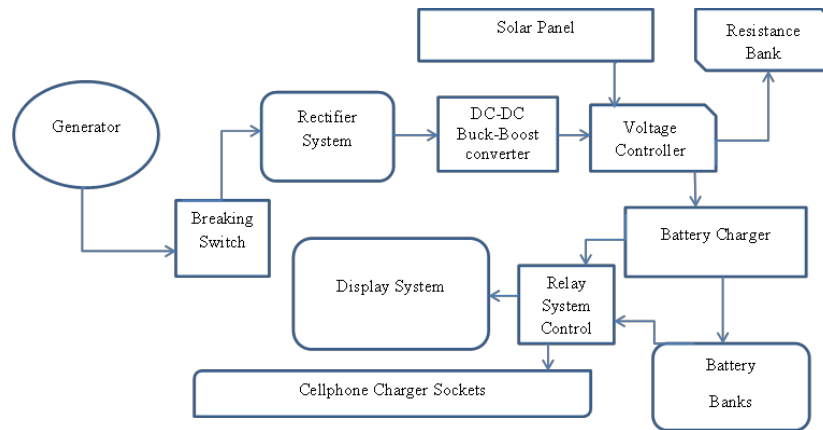 Solar Panel
Resistance
Bank
Generator
Rectifier
System
DC-DC
Buck-Boost
converter
Voltage
Controller
Breaking
Switch
Battery Charger
Display System
Relay
System
Control
Cellphone Charger Sockets
Battery
Banks